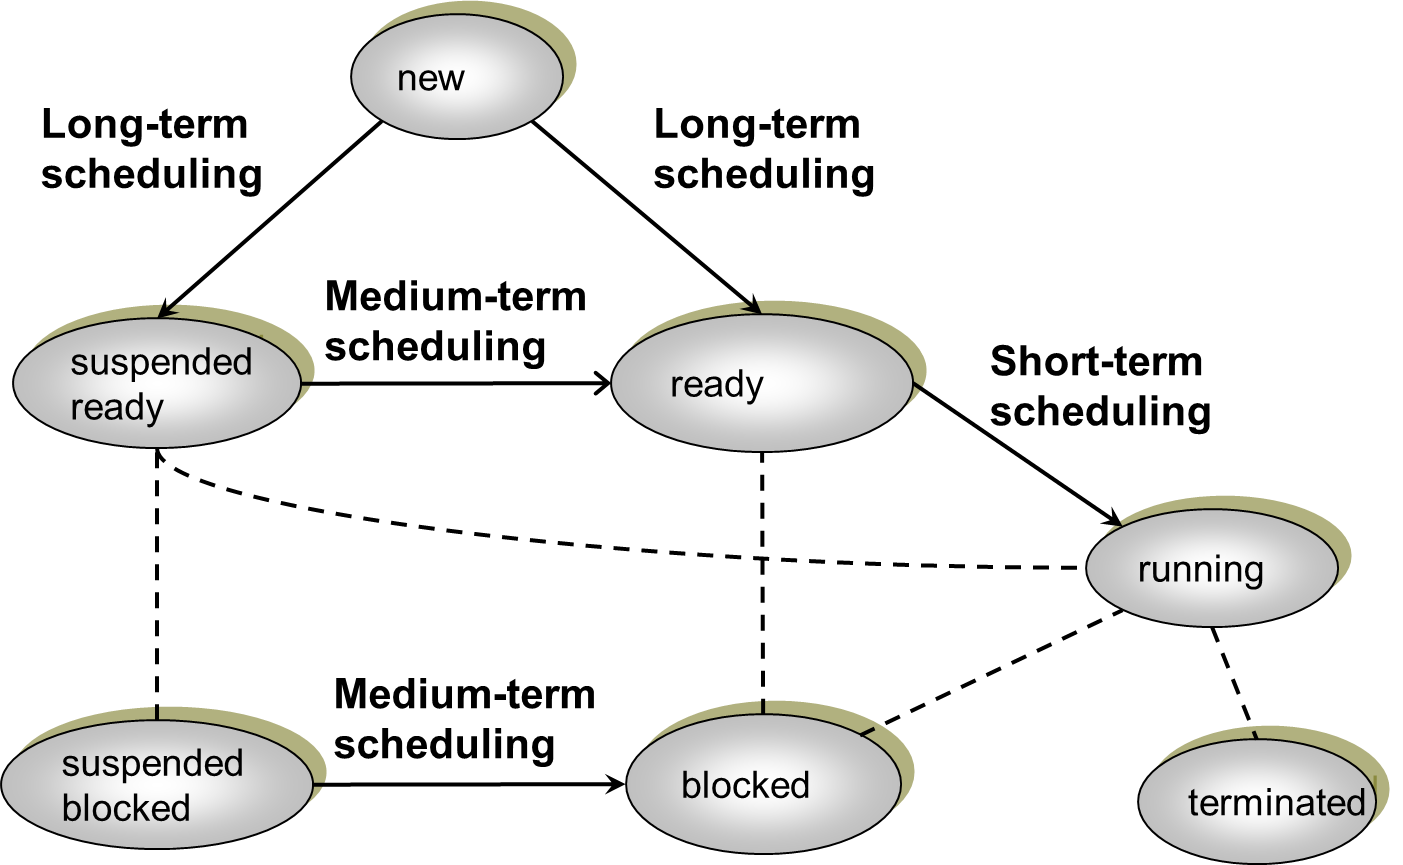 new
Long-term
scheduling
Long-term
scheduling
Medium-term
scheduling
suspended
ready
ready
Short-term
scheduling
running
Medium-term
scheduling
suspended
blocked
blocked
terminated